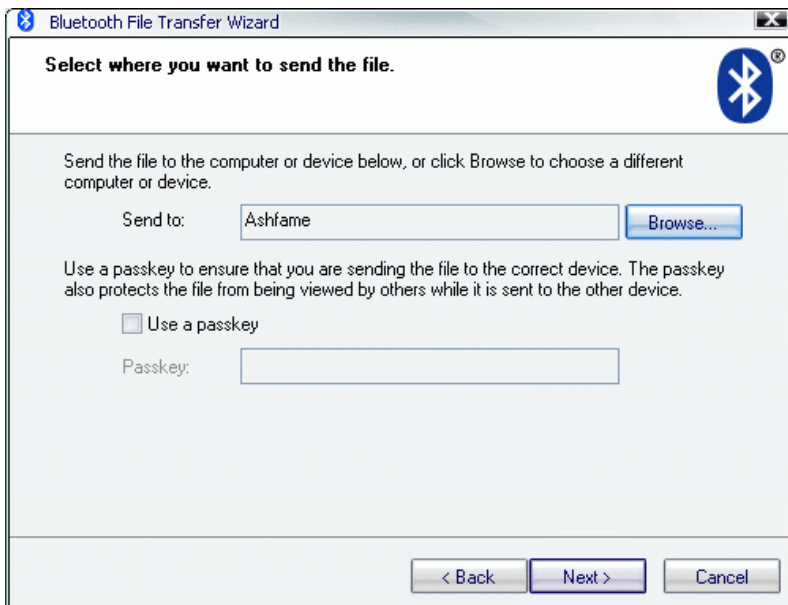 Bluetooth File Transfer Wizard
Select where you want to send the file.
®
Send the file to the computer or device below, or click Browse to choose a different
computer or device.
Send to: Ashfame Browse...
Use a passkey to ensure that you are sending the file to the correct device. The passkey
also protects the file from being viewed by others while it is sent to the other device.
Use a passkey
Passkey:
< Back Next > Cancel